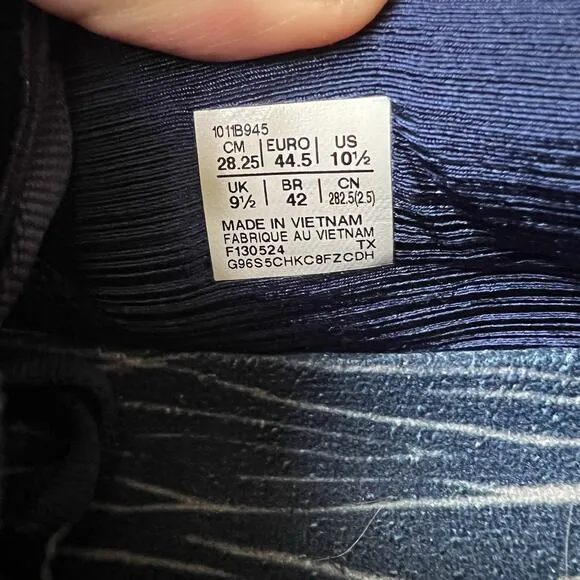 1011B945
CM EURO US
28.25 44.5 10½
UK BR CN
9½ 42 282.5(2.5)
MADE IN VIETNAM
FABRIQUE AU VIETNAM
F130524 TX
G96S5CHKC8FZCDH